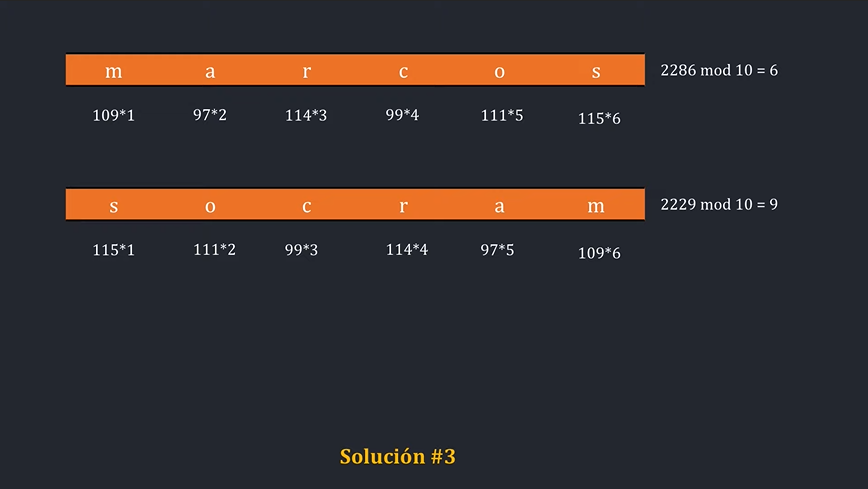 m a r c o s 2286 mod 10 = 6
109*1 97*2 114*3 99*4 111*5 115*6
s o c r a m 2229 mod 10 = 9
115*1 111*2 99*3 114*4 97*5 109*6
Solución #3